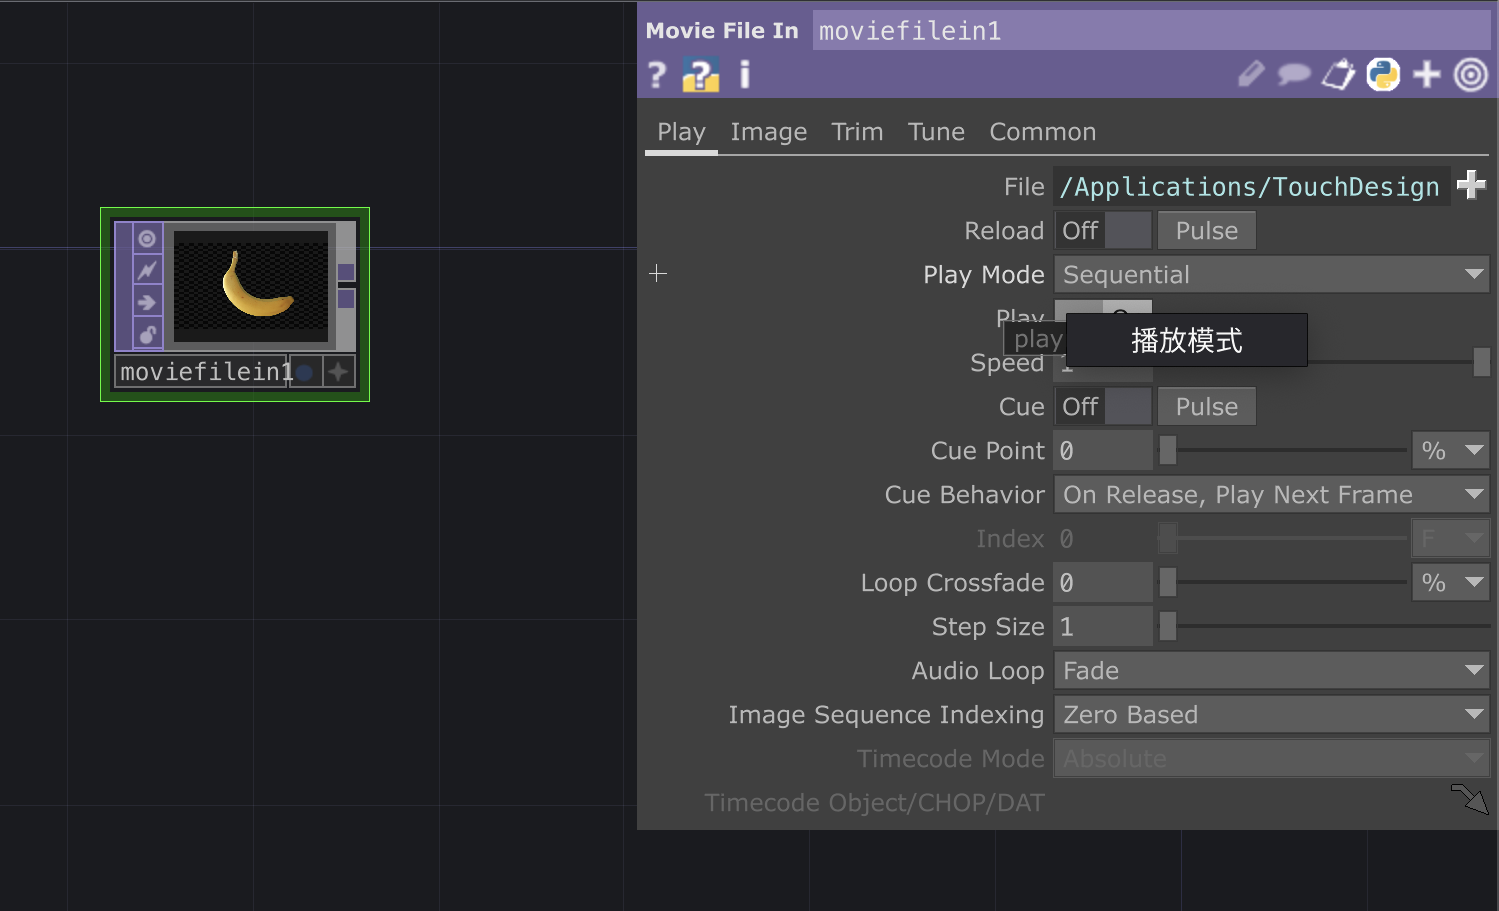 Movie File In moviefilein1
? ? i
Play Image Trim Tune Common
File /Applications/TouchDesign
Reload Off Pulse
Play Mode Sequential
Play
play 播放模式
Speed 1
Cue Off Pulse
Cue Point 0 %
Cue Behavior On Release, Play Next Frame
Index 0 F
Loop Crossfade 0 %
Step Size 1
Audio Loop Fade
Image Sequence Indexing Zero Based
Timecode Mode Absolute
Timecode Object/CHOP/DAT
moviefilein1